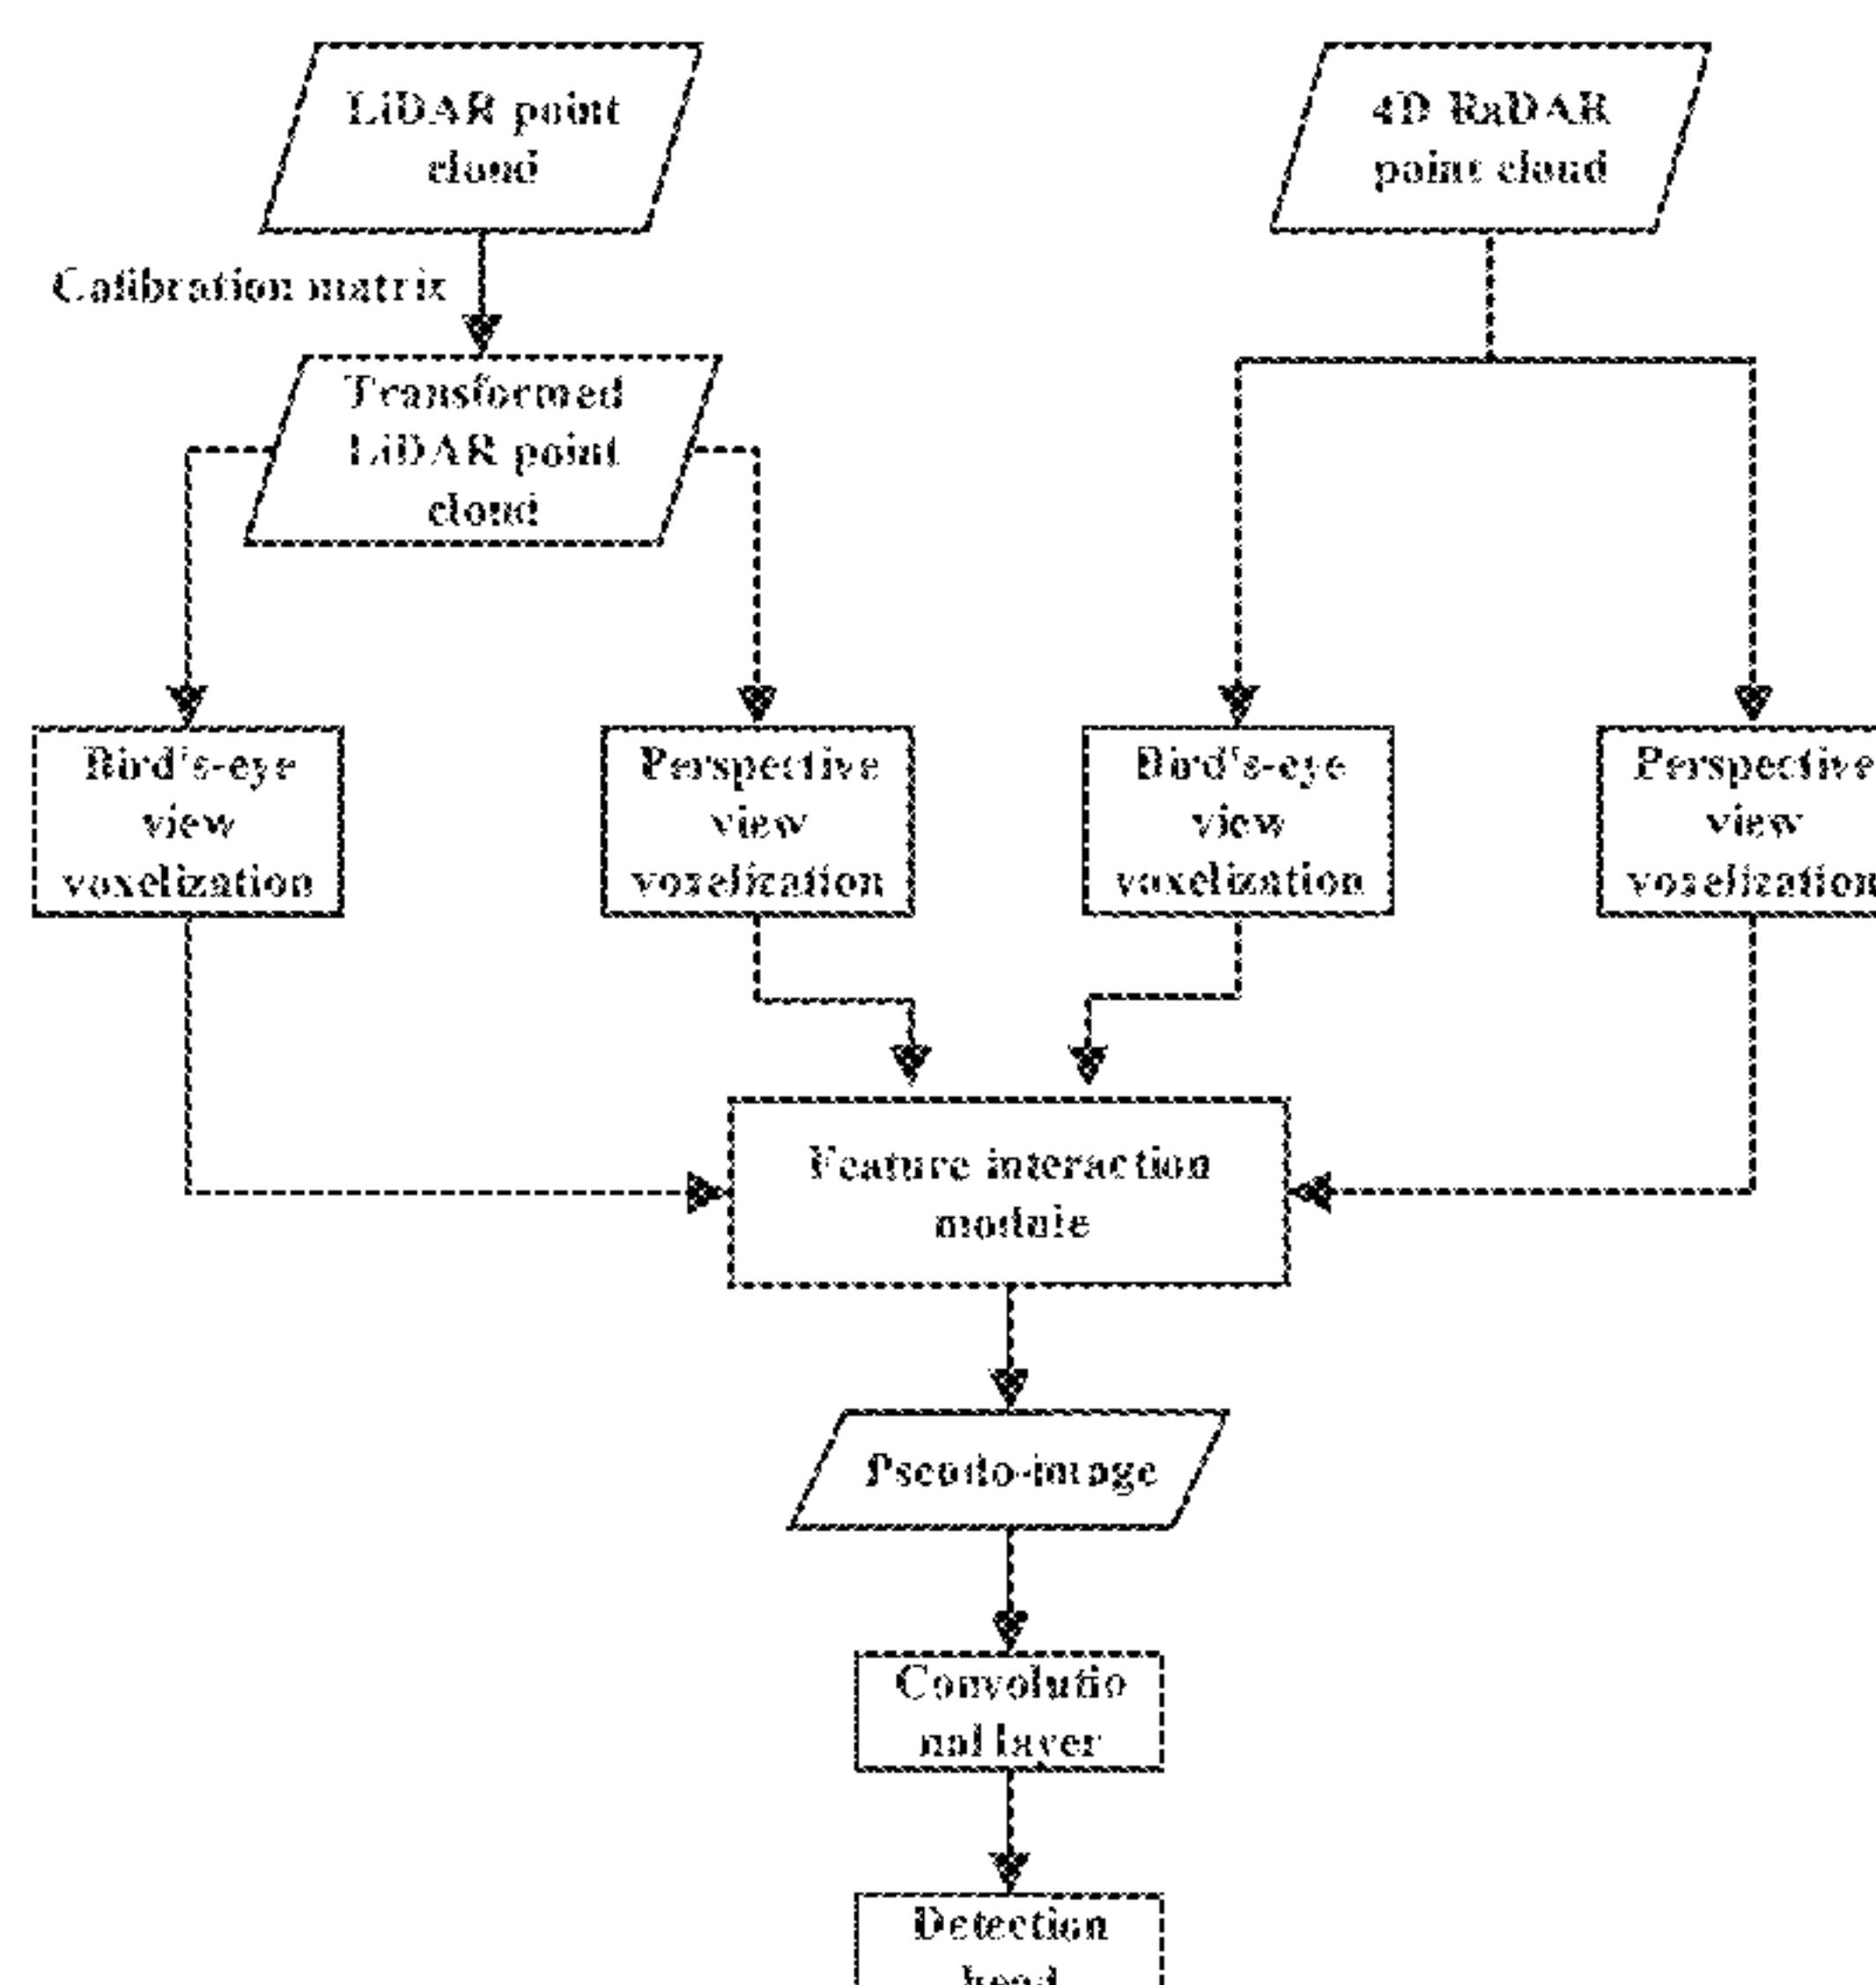 LiDAR point
cloud
4D RaDAR
point cloud
Calibration matrix
Transformed
LiDAR point
cloud
Bird's-eye
view
voxelization
Perspective
view
voxelization
Bird's-eye
view
voxelization
Perspective
view
voxelization
Feature interaction
module
Pseudo-image
Convolutio
nal layer
Detection
head